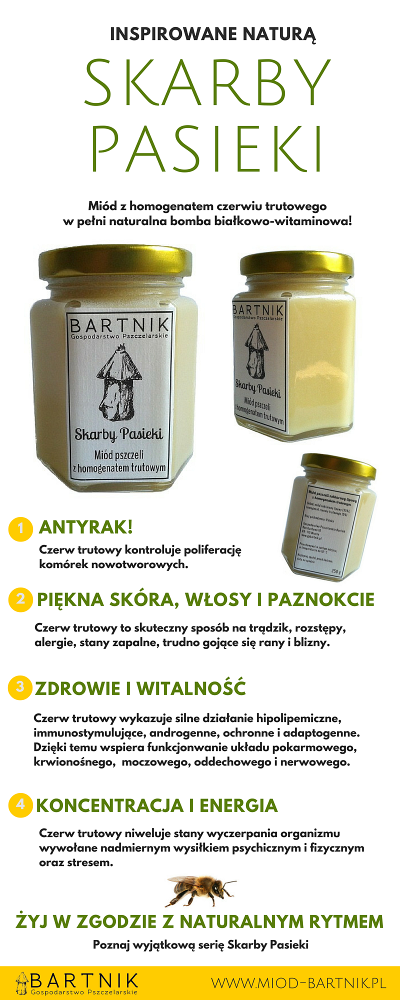 INSPIROWANE NATURĄ
SKARBY
PASIEKI
Miód z homogenatem czerwiu trutowego
w pełni naturalna bomba białkowo-witaminowa!
BARTNIK
Gospodarstwo Pszczelarskie
Skarby Pasieki
Miód pszczeli
z homogenatem trutowym
BARTNIK
Gospodarstwo Pszczelarskie
Skarby Pasieki
Miód pszczeli
homogenatem trutowym
Miód pszczeli nektarowy lipowy
z homogenatem trutowym
Skład: miód nektarowy lipowy (95%),
homogenat czerwiu trutowego (5%)
Kraj pochodzenia: Polska
Gospodarstwo Pszczelarskie Bartnik
89-115 Mrocza
Przechowywać w suchym miejscu,
w temperaturze do 18°C
Najlepiej spożyć przed końcem:
data na spodzie
250 g
1 ANTYRAK!
Czerw trutowy kontroluje poliferację
komórek nowotworowych.
2 PIĘKNA SKÓRA, WŁOSY I PAZNOKCIE
Czerw trutowy to skuteczny sposób na trądzik, rozstępy,
alergie, stany zapalne, trudno gojące się rany i blizny.
3 ZDROWIE I WITALNOŚĆ
Czerw trutowy wykazuje silne działanie hipolipemiczne,
immunostymulujące, androgenne, ochronne i adaptogenne.
Dzięki temu wspiera funkcjonwanie układu pokarmowego,
krwionośnego, moczowego, oddechowego i nerwowego.
4 KONCENTRACJA I ENERGIA
Czerw trutowy niweluje stany wyczerpania organizmu
wywołane nadmiernym wysiłkiem psychicznym i fizycznym
oraz stresem.
ŻYJ W ZGODZIE Z NATURALNYM RYTMEM
Poznaj wyjątkową serię Skarby Pasieki
BARTNIK
Gospodarstwo Pszczelarskie
WWW.MIOD-BARTNIK.PL